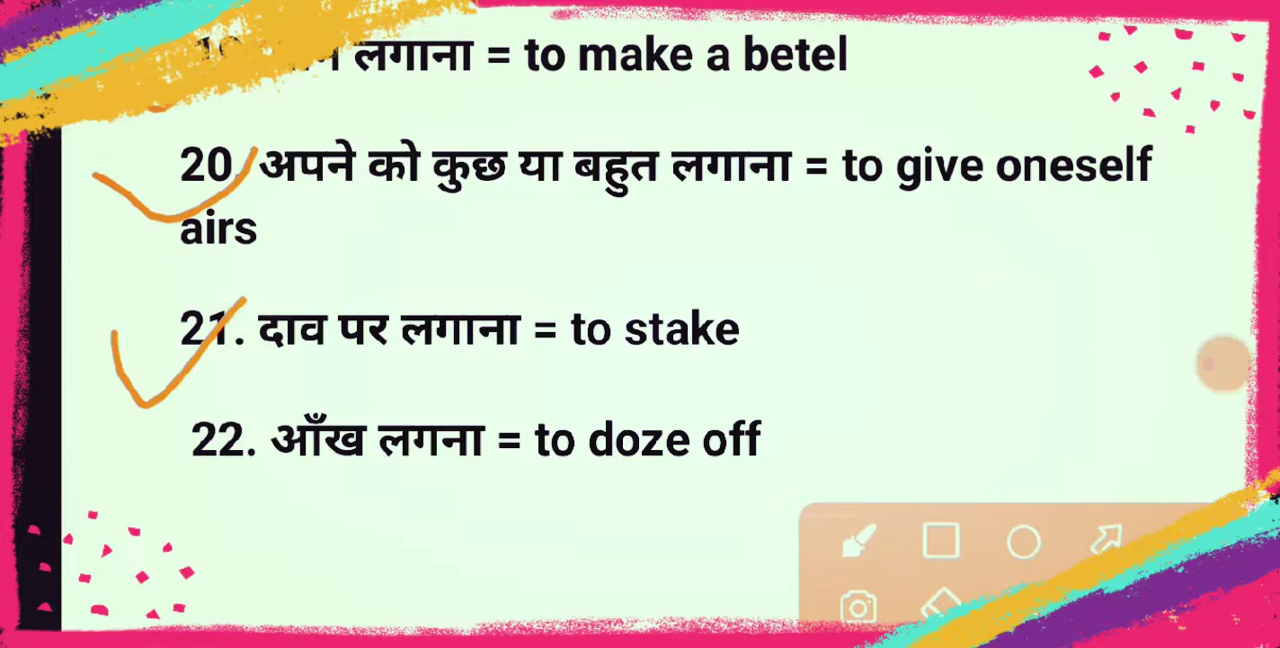 लगाना = to make a betel
20 अपने को कुछ या बहुत लगाना = to give oneself
airs
21. दाव पर लगाना = to stake
22. आँख लगना = to doze off